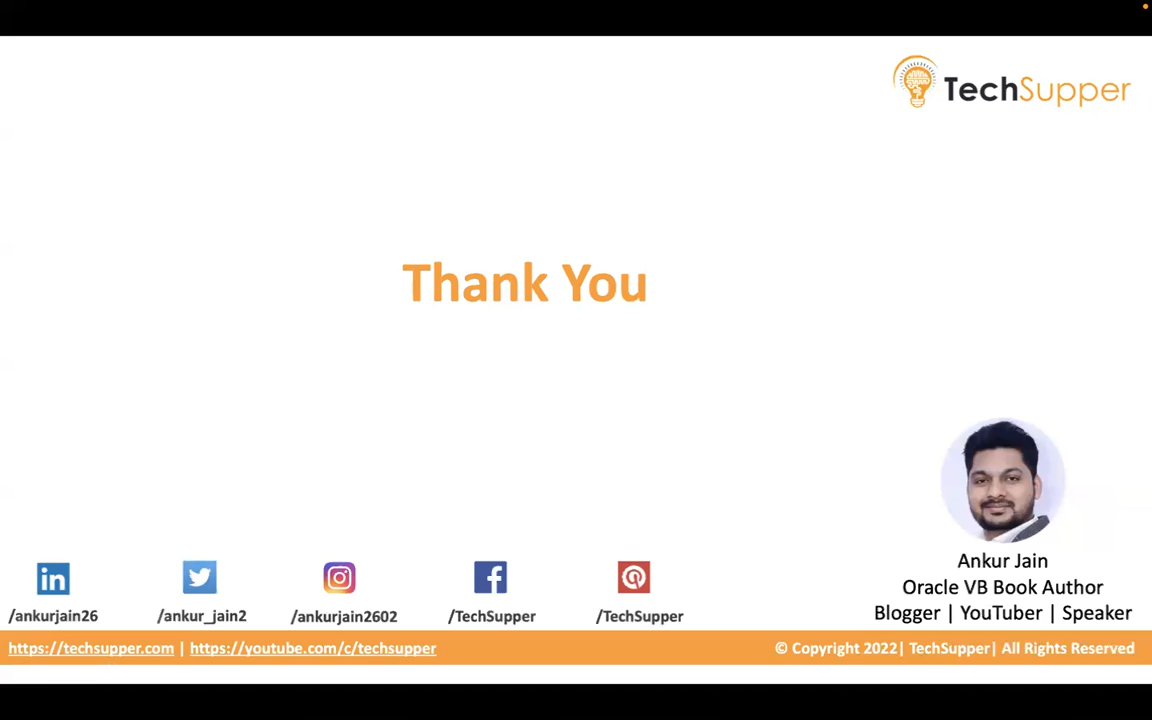 TechSupper
Thank You
Ankur Jain
Oracle VB Book Author
Blogger | YouTuber | Speaker
in
/ankurjain26
/ankur_jain2
/ankurjain2602
/TechSupper
/TechSupper
https://techsupper.com | https://youtube.com/c/techsupper
© Copyright 2022| TechSupper| All Rights Reserved